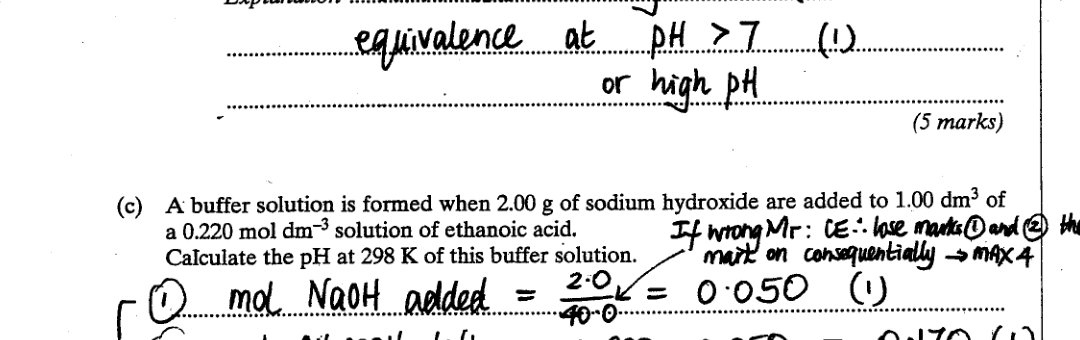 equivalence at pH > 7 (1)
or high pH
(5 marks)
(c) A buffer solution is formed when 2.00 g of sodium hydroxide are added to 1.00 dm³ of
a 0.220 mol dm⁻³ solution of ethanoic acid.
Calculate the pH at 298 K of this buffer solution.
If wrong Mr: CE ∴ lose marks ① and ②
mark on consequentially → MAX 4
① mol NaOH added = 2.0/40.0 = 0.050 (1)